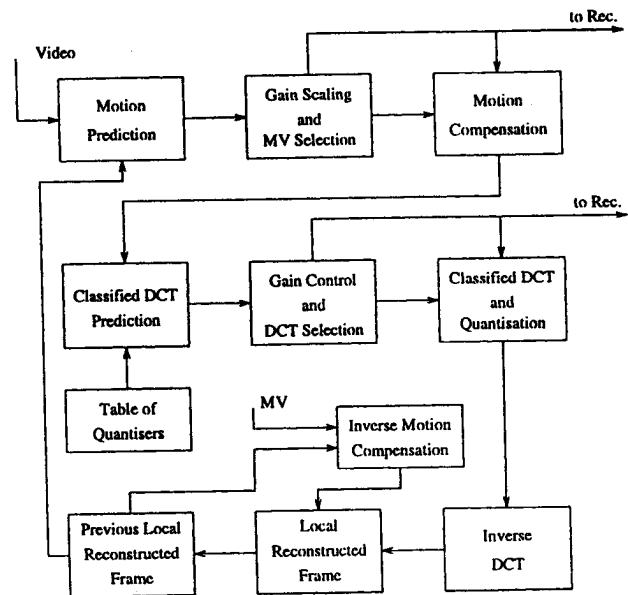 to Rec.
Video
Motion
Prediction
Gain Scaling
and
MV Selection
Motion
Compensation
to Rec.
Classified DCT
Prediction
Gain Control
and
DCT Selection
Classified DCT
and
Quantisation
Table of
Quantisers
MV
Inverse Motion
Compensation
Previous Local
Reconstructed
Frame
Local
Reconstructed
Frame
Inverse
DCT